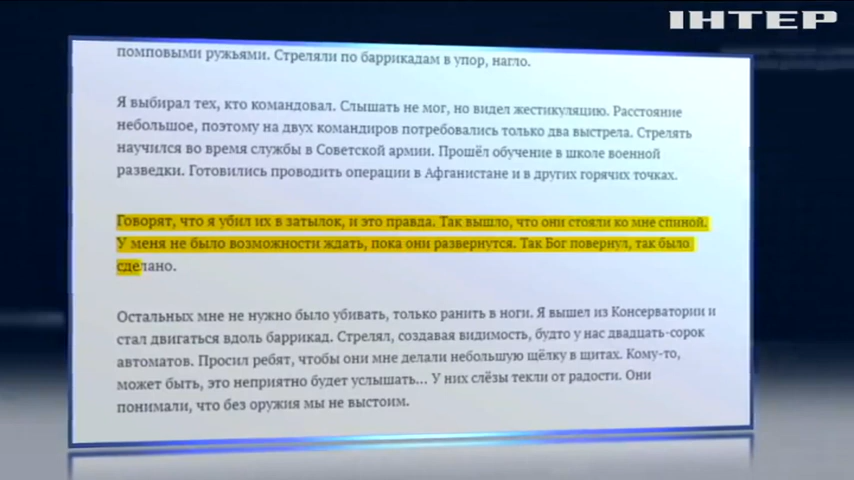 ІНТЕР
помповыми ружьями. Стреляли по баррикадам в упор, нагло.
Я выбирал тех, кто командовал. Слышать не мог, но видел жестикуляцию. Расстояние
небольшое, поэтому на двух командиров потребовались только два выстрела. Стрелять
научился во время службы в Советской армии. Прошёл обучение в школе военной
разведки. Готовились проводить операции в Афганистане и в других горячих точках.
Говорят, что я убил их в затылок, и это правда. Так вышло, что они стояли ко мне спиной.
У меня не было возможности ждать, пока они развернутся. Так Бог повернул, так было
сделано.
Остальных мне не нужно было убивать, только ранить в ноги. Я вышел из Консерватории и
стал двигаться вдоль баррикад. Стрелял, создавая видимость, будто у нас двадцать-сорок
автоматов. Просил ребят, чтобы они мне делали небольшую щёлку в щитах. Кому-то,
может быть, это неприятно будет услышать... У них слёзы текли от радости. Они
понимали, что без оружия мы не выстоим.